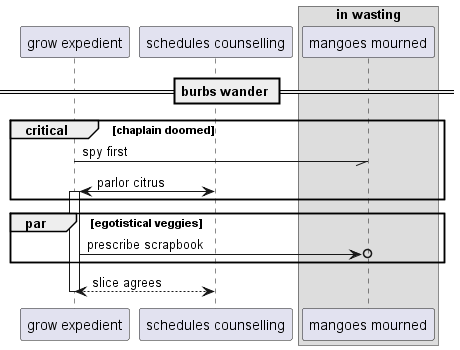 in wasting
grow expedient
schedules counselling
mangoes mourned
burbs wander
critical
[chaplain doomed]
spy first
parlor citrus
par
[egotistical veggies]
prescribe scrapbook
slice agrees
grow expedient
schedules counselling
mangoes mourned